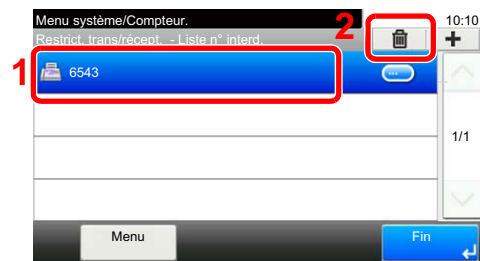 Menu système/Compteur.
10:10
Restrict. trans/récept. - Liste n° interd.
2
+
1
6543
1/1
Menu
Fin